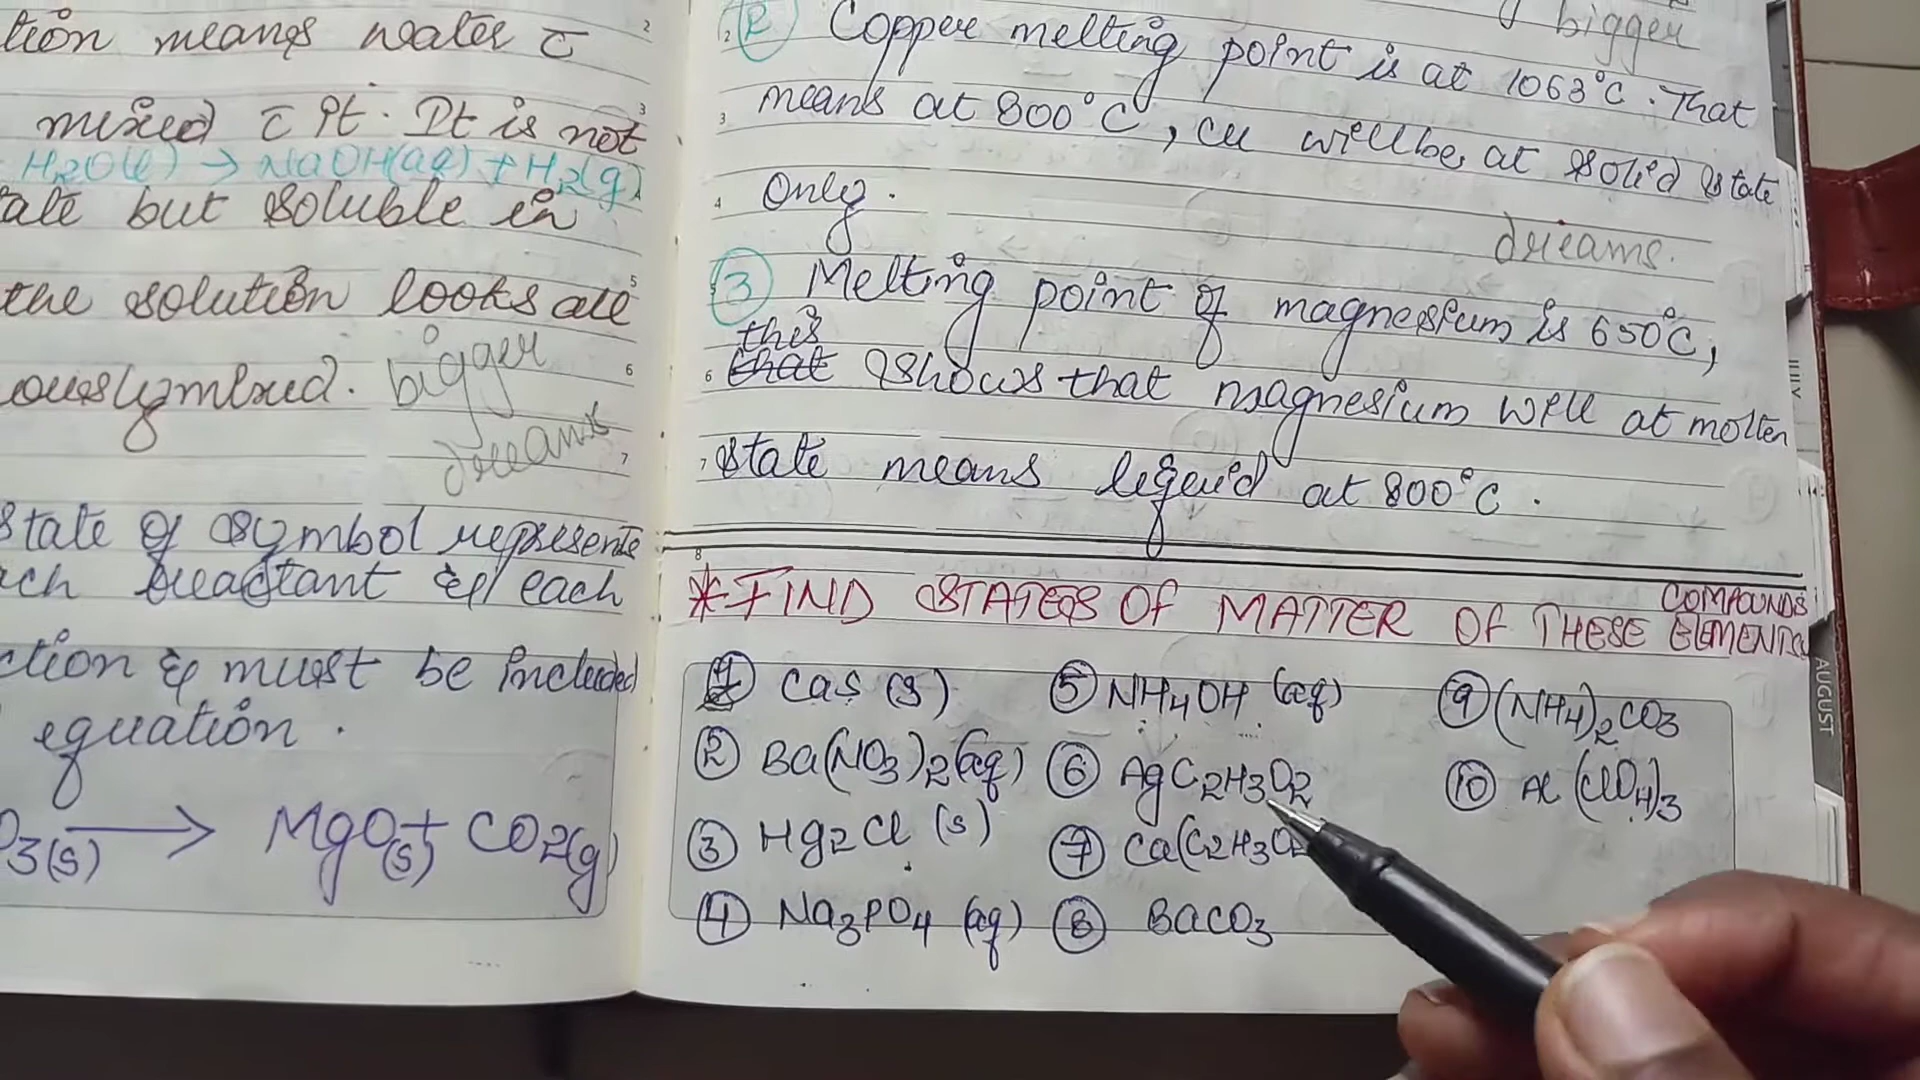 tion means water c̄
mixed c̄ it. It is not
H2O(l) → NaOH(aq) + H2(g)
ate but soluble in
the solution looks all
ously mixed. bigger
dreams
state of symbol represents
ach reactant & each
ction & must be included
equation.
O3(s) → MgO(s) + CO2(g)
bigger
2 Copper melting point is at 1063°C. That
means at 800°C, cu will be at solid state
only.
dreams.
3 Melting point of magnesium is 650°C,
this
that shows that magnesium will at molten
state means liquid at 800°C.
*FIND STATES OF MATTER OF THESE COMPOUNDS
ELEMENTS
1 CaS (s)
2 Ba(NO3)2 (aq)
3 Hg2Cl (s)
4 Na3PO4 (aq)
5 NH4OH (aq)
6 AgC2H3O2
7 Ca(C2H3O2
8 BaCO3
9 (NH4)2CO3
10 Al(ClO4)3
AUGUST